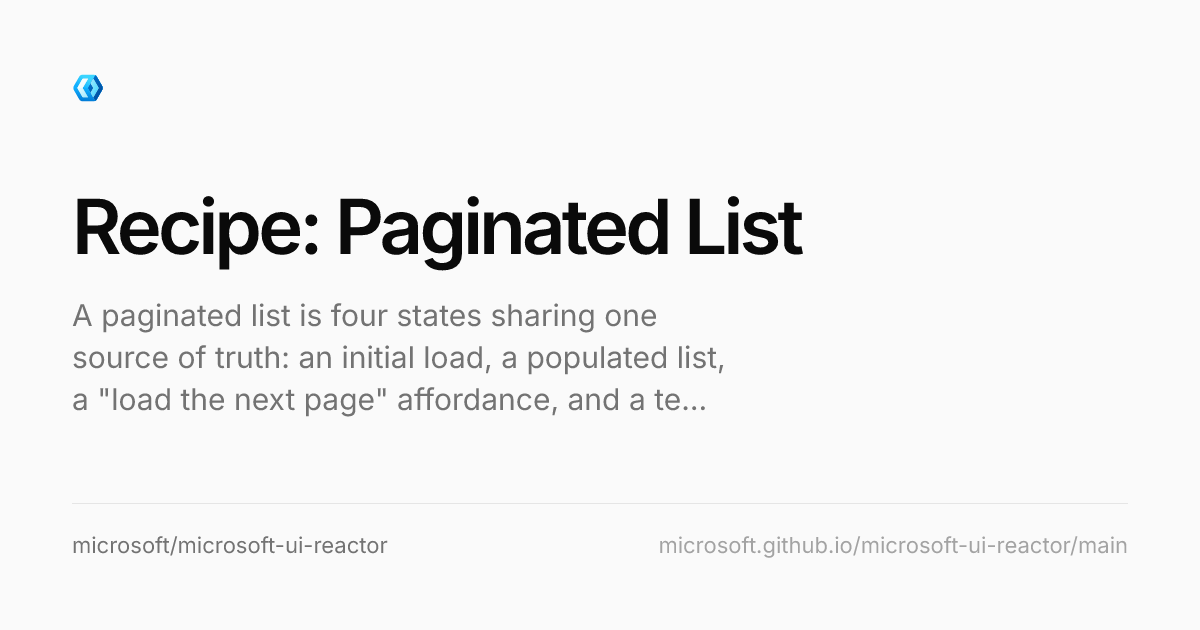 Recipe: Paginated List
A paginated list is four states sharing one
source of truth: an initial load, a populated list,
a "load the next page" affordance, and a te...
microsoft/microsoft-ui-reactor
microsoft.github.io/microsoft-ui-reactor/main